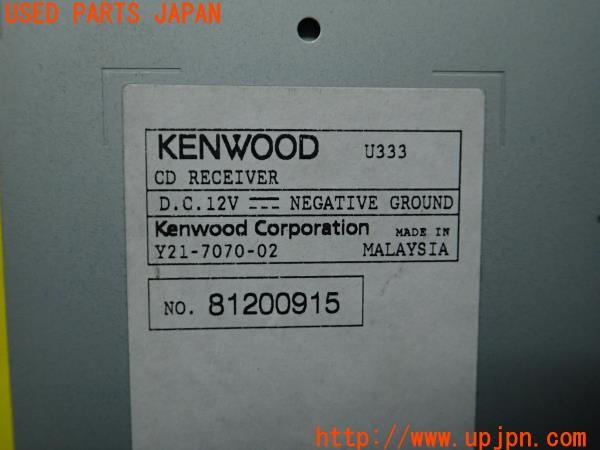 USED PARTS JAPAN
KENWOOD U333
CD RECEIVER
D.C.12V NEGATIVE GROUND
Kenwood Corporation MADE IN
Y21-7070-02 MALAYSIA
NO. 81200915
http://www.upjpn.com/